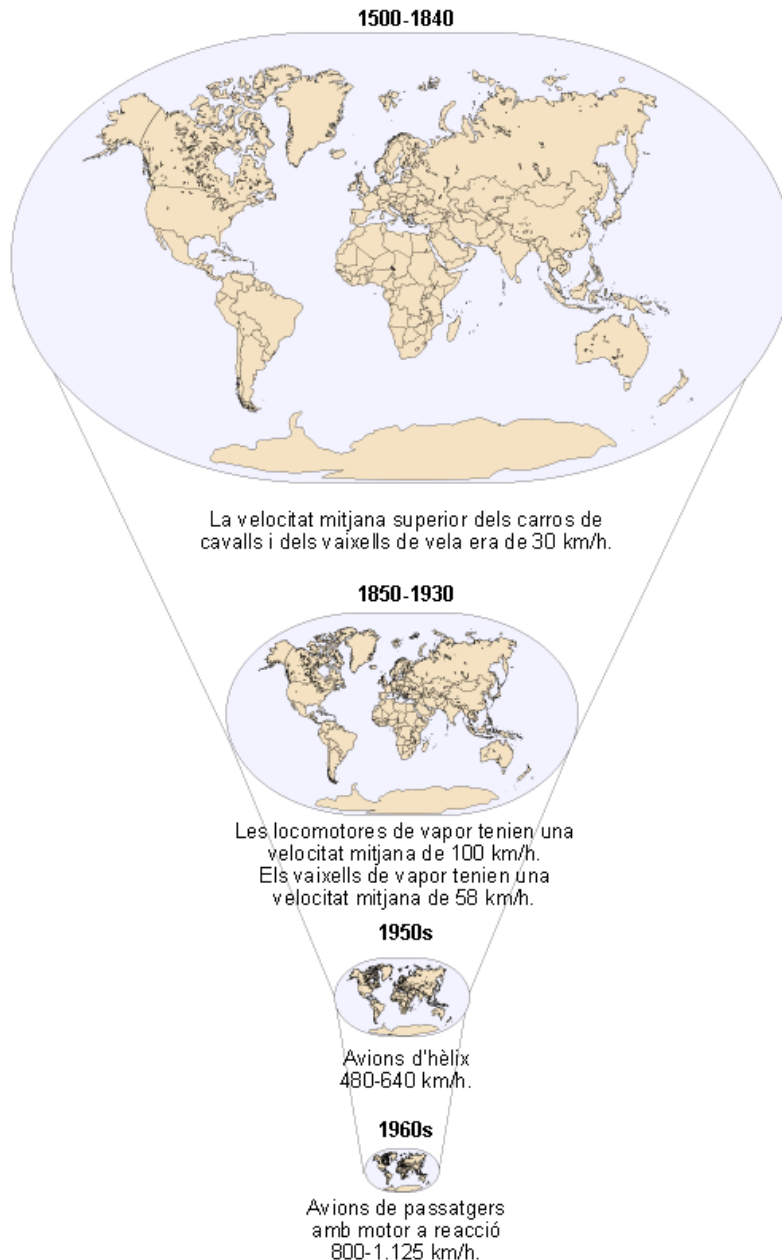 1500-1840
La velocitat mitjana superior dels carros de
cavalls i dels vaixells de vela era de 30 km/h.
1850-1930
Les locomotores de vapor tenien una
velocitat mitjana de 100 km/h.
Els vaixells de vapor tenien una
velocitat mitjana de 58 km/h.
1950s
Avions d'hèlix
480-640 km/h.
1960s
Avions de passatgers
amb motor a reacció
800-1.125 km/h.